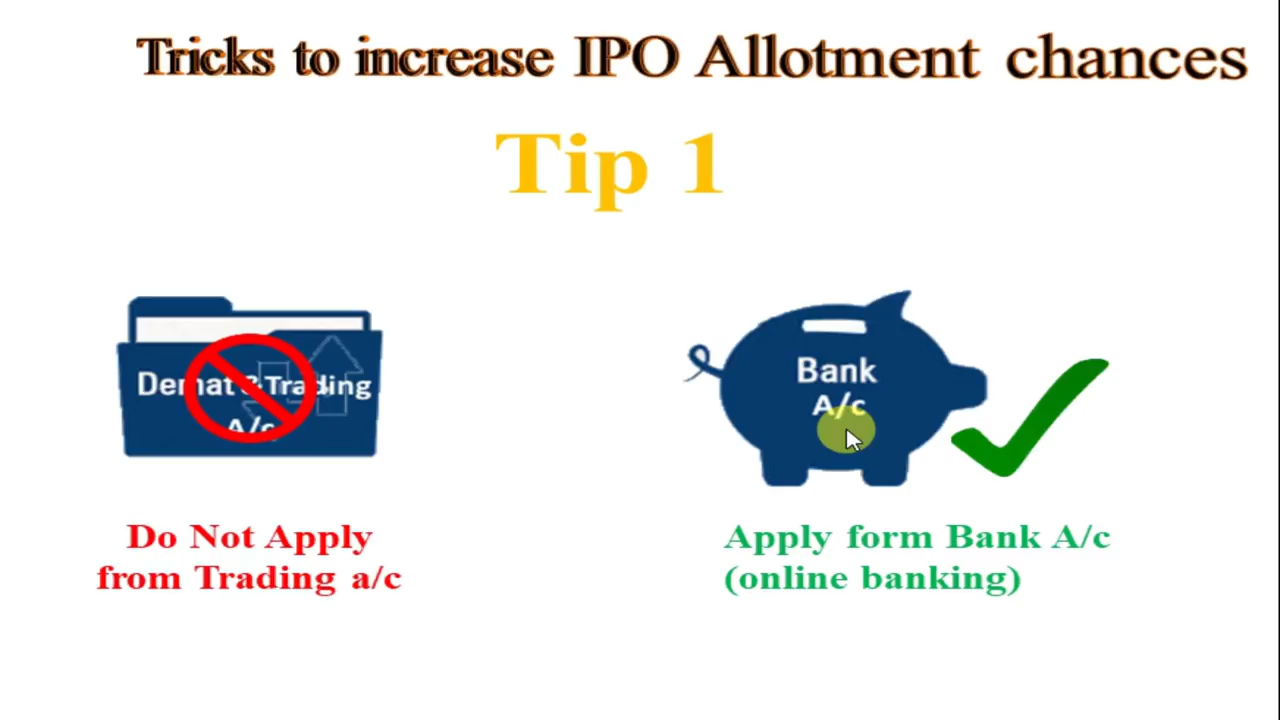 Tricks to increase IPO Allotment chances
Tip 1
Demat & Trading
A/c
Bank
A/c
Do Not Apply
from Trading a/c
Apply form Bank A/c
(online banking)